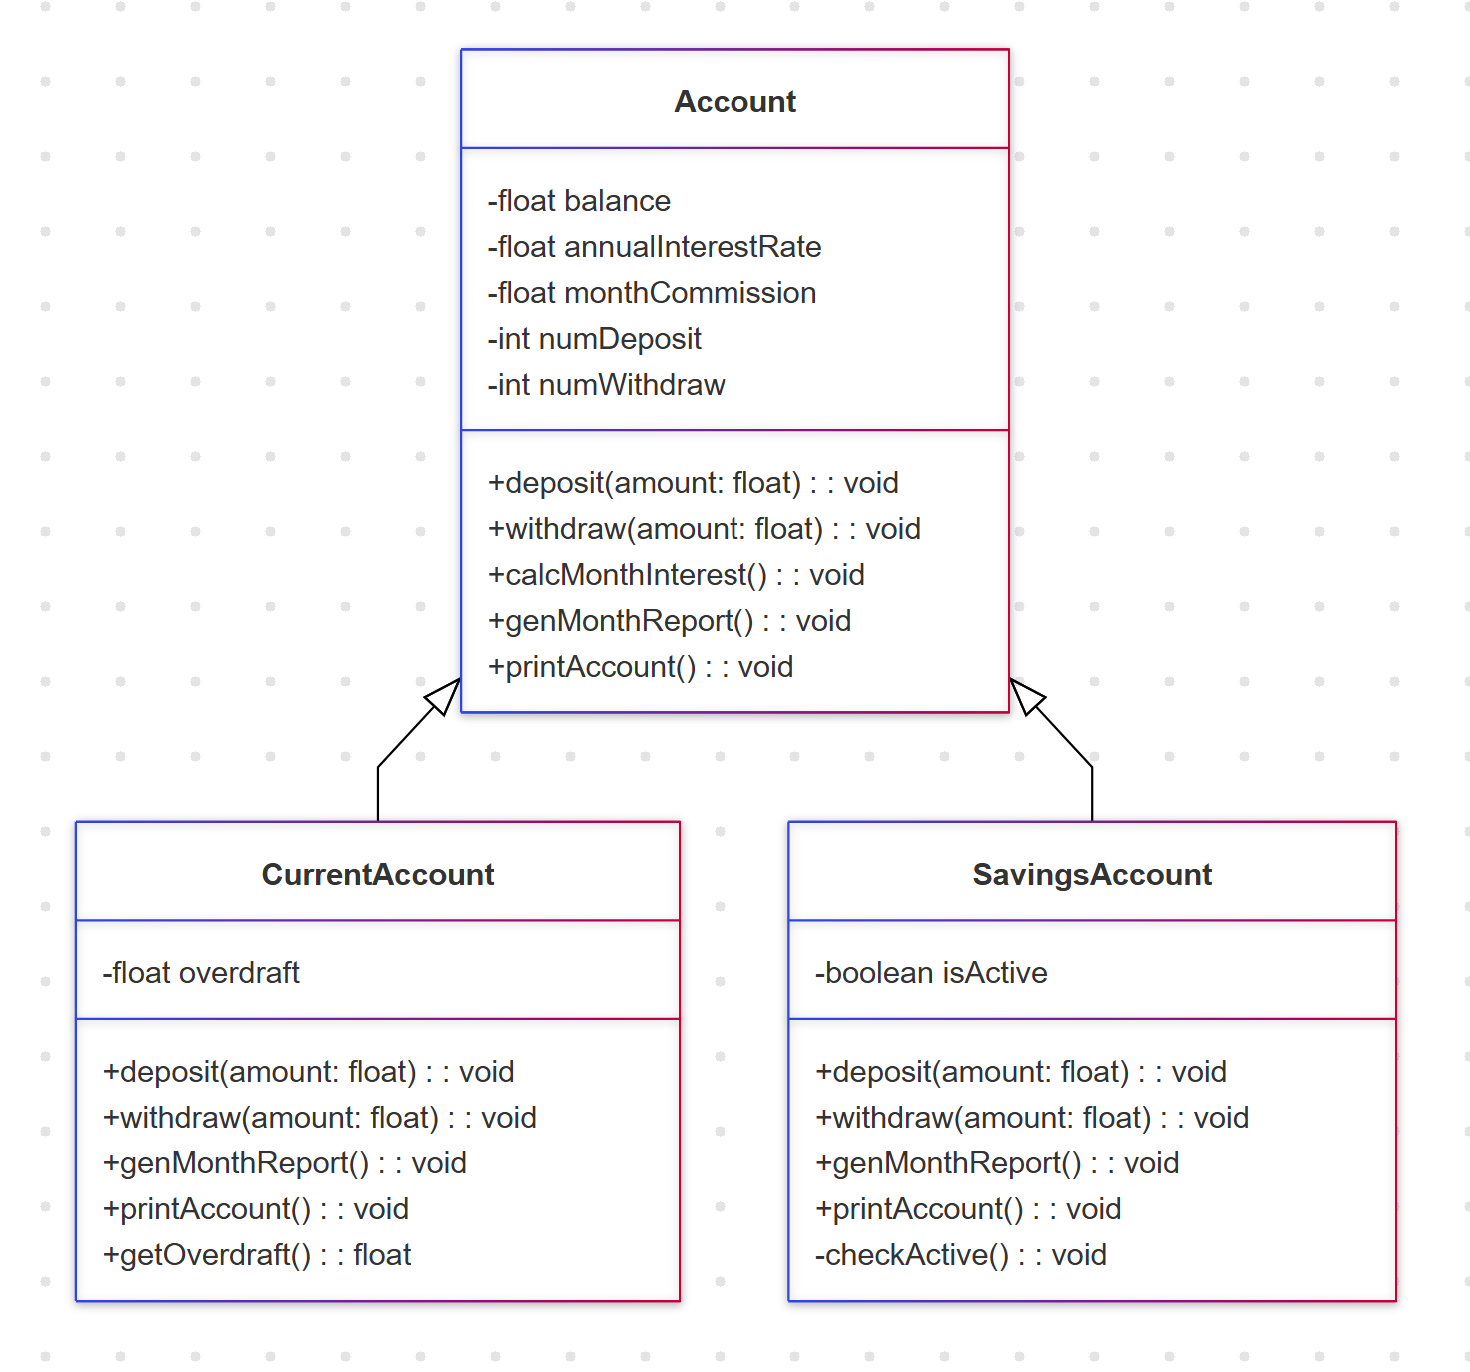 Account
-float balance
-float annualInterestRate
-float monthCommission
-int numDeposit
-int numWithdraw
+deposit(amount: float) : : void
+withdraw(amount: float) : : void
+calcMonthInterest() : : void
+genMonthReport() : : void
+printAccount() : : void
CurrentAccount
-float overdraft
+deposit(amount: float) : : void
+withdraw(amount: float) : : void
+genMonthReport() : : void
+printAccount() : : void
+getOverdraft() : : float
SavingsAccount
-boolean isActive
+deposit(amount: float) : : void
+withdraw(amount: float) : : void
+genMonthReport() : : void
+printAccount() : : void
-checkActive() : : void